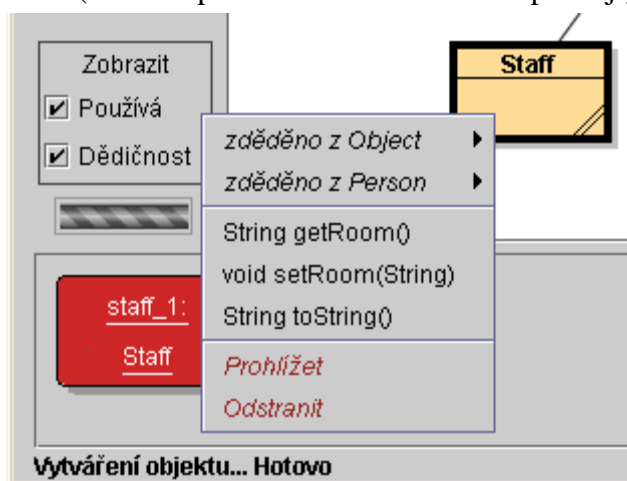 Zobrazit
Používá
Dědičnost
Staff
zděděno z Object
zděděno z Person
String getRoom()
void setRoom(String)
String toString()
Prohlížet
Odstranit
staff_1:
Staff
Vytváření objektu... Hotovo